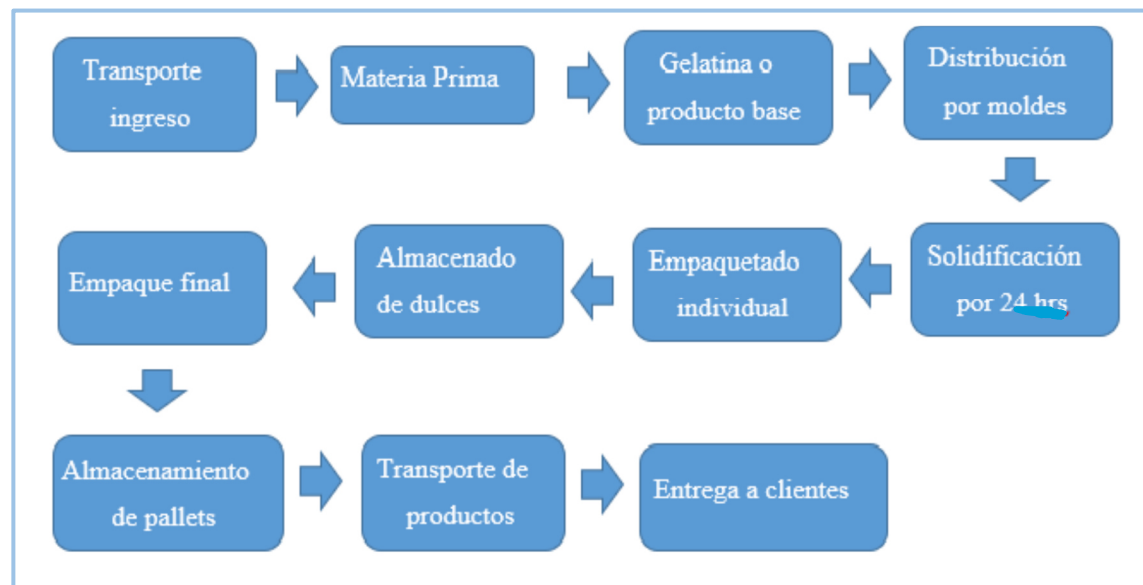 Transporte
ingreso
Materia Prima
Gelatina o
producto base
Distribución
por moldes
Solidificación
por 24 hrs
Empaquetado
individual
Almacenado
de dulces
Empaque final
Almacenamiento
de pallets
Transporte de
productos
Entrega a clientes